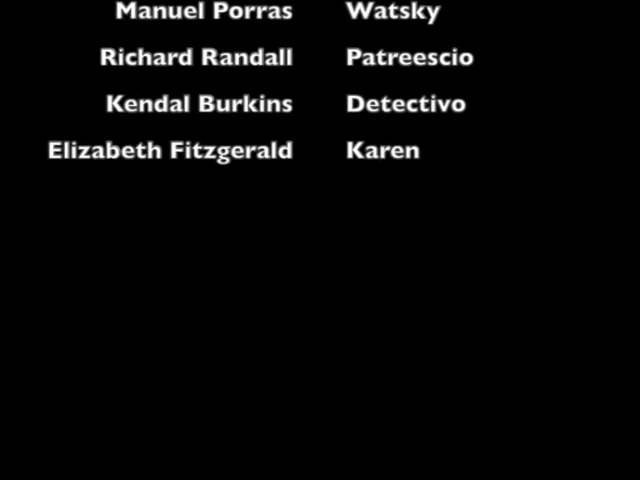 Manuel Porras Watsky
Richard Randall Patreescio
Kendal Burkins Detectivo
Elizabeth Fitzgerald Karen